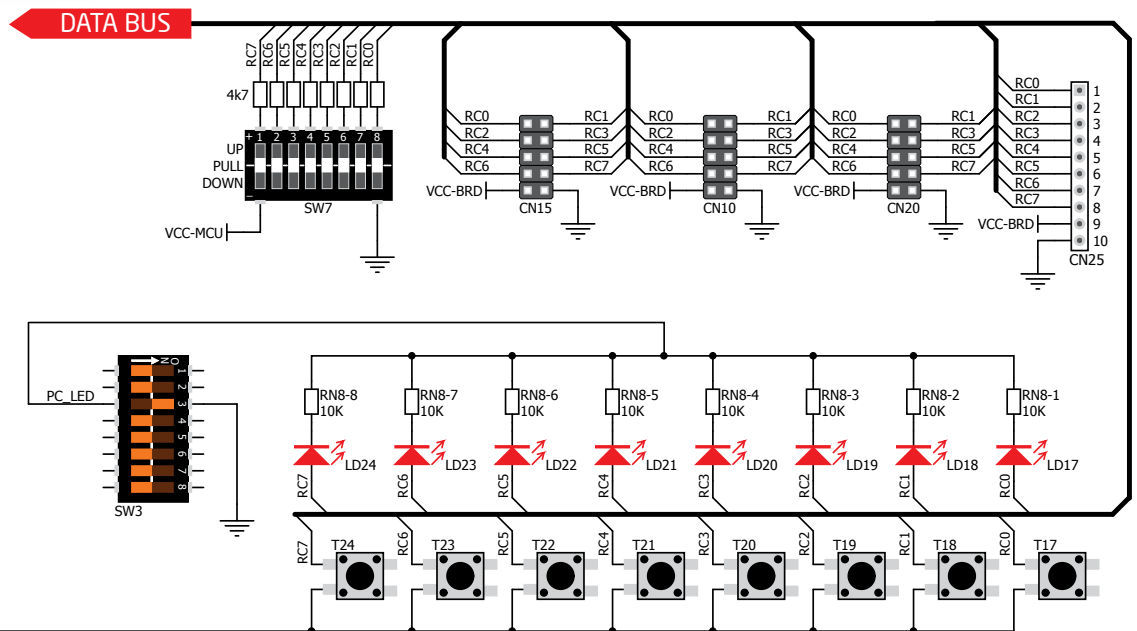 DATA BUS
RC7 RC6 RC5 RC4 RC3 RC2 RC1 RC0
4k7
+ 1 2 3 4 5 6 7 8
UP
PULL
DOWN
–
SW7
VCC-MCU
RC0 RC1
RC2 RC3
RC4 RC5
RC6 RC7
VCC-BRD
CN15
RC0 RC1
RC2 RC3
RC4 RC5
RC6 RC7
VCC-BRD
CN10
RC0 RC1
RC2 RC3
RC4 RC5
RC6 RC7
VCC-BRD
CN20
RC0 1
RC1 2
RC2 3
RC3 4
RC4 5
RC5 6
RC6 7
RC7 8
VCC-BRD 9
10
CN25
ON
1
2
PC_LED 3
4
5
6
7
8
SW3
RN8-8 RN8-7 RN8-6 RN8-5 RN8-4 RN8-3 RN8-2 RN8-1
10K 10K 10K 10K 10K 10K 10K 10K
LD24 LD23 LD22 LD21 LD20 LD19 LD18 LD17
RC7 RC6 RC5 RC4 RC3 RC2 RC1 RC0
RC7 RC6 RC5 RC4 RC3 RC2 RC1 RC0
T24 T23 T22 T21 T20 T19 T18 T17